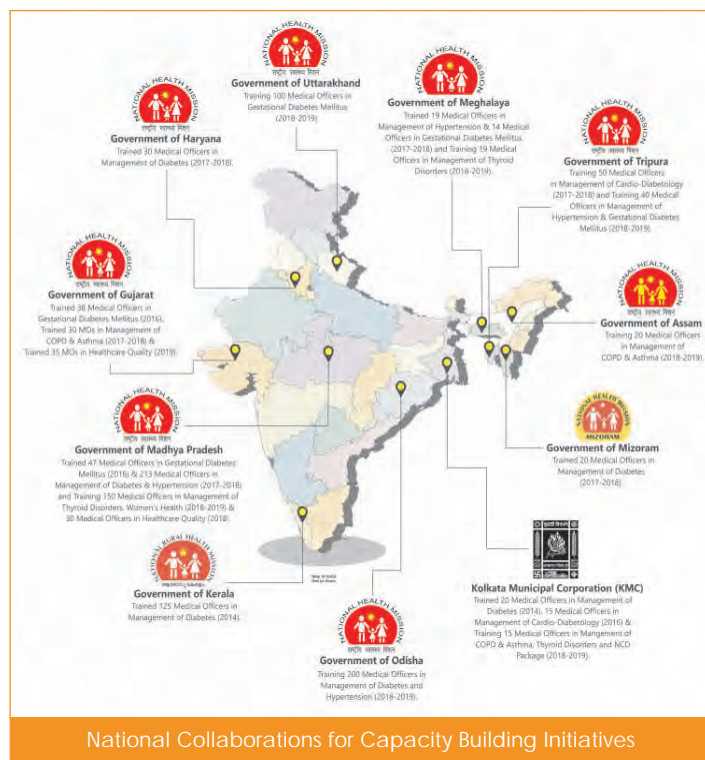 NATIONAL HEALTH MISSION
राष्ट्रीय स्वास्थ्य मिशन
Government of Uttarakhand
Training 100 Medical Officers in
Gestational Diabetes Mellitus
(2018-2019)
NATIONAL HEALTH MISSION
राष्ट्रीय स्वास्थ्य मिशन
Government of Meghalaya
Trained 19 Medical Officers in
Management of Hypertension & 14 Medical
Officers in Gestational Diabetes Mellitus
(2017-2018) and Training 19 Medical
Officers in Management of Thyroid
Disorders (2018-2019).
NATIONAL HEALTH MISSION
राष्ट्रीय स्वास्थ्य मिशन
Government of Haryana
Trained 30 Medical Officers in
Management of Diabetes (2017-2018).
NATIONAL HEALTH MISSION
राष्ट्रीय स्वास्थ्य मिशन
Government of Tripura
Training 50 Medical Officers
in Management of Cardio-Diabetology
(2017-2018) and Training 40 Medical
Officers in Management of
Hypertension & Gestational Diabetes
Mellitus (2018-2019)
NATIONAL HEALTH MISSION
राष्ट्रीय स्वास्थ्य मिशन
Government of Gujarat
Trained 38 Medical Officers in
Gestational Diabetes Mellitus (2016),
Trained 30 MOs in Management of
COPD & Asthma (2017-2018) &
Trained 35 MOs in Healthcare Quality (2019).
NATIONAL HEALTH MISSION
राष्ट्रीय स्वास्थ्य मिशन
Government of Assam
Training 20 Medical Officers
in Management of
COPD & Asthma (2018-2019).
NATIONAL HEALTH MISSION
राष्ट्रीय स्वास्थ्य मिशन
Government of Madhya Pradesh
Trained 47 Medical Officers in Gestational Diabetes
Mellitus (2016) & 213 Medical Officers in
Management of Diabetes & Hypertension (2017-2018)
and Training 150 Medical Officers in Management of
Thyroid Disorders, Women's Health (2018-2019) &
30 Medical Officers in Healthcare Quality (2018).
NATIONAL HEALTH MISSION
MIZORAM
Government of Mizoram
Trained 20 Medical Officers in
Management of Diabetes
(2017-2018).
NATIONAL RURAL HEALTH MISSION
Government of Kerala
Trained 125 Medical Officers in
Management of Diabetes (2014).
Kolkata Municipal Corporation (KMC)
Trained 20 Medical Officers in Management of
Diabetes (2014), 15 Medical Officers in
Management of Cardio-Diabetology (2016) &
Training 15 Medical Officers in Mangement of
COPD & Asthma, Thyroid Disorders and NCD
Package (2018-2019).
NATIONAL HEALTH MISSION
राष्ट्रीय स्वास्थ्य मिशन
Government of Odisha
Training 200 Medical Officers in
Management of Diabetes and
Hypertension (2018-2019).
National Collaborations for Capacity Building Initiatives